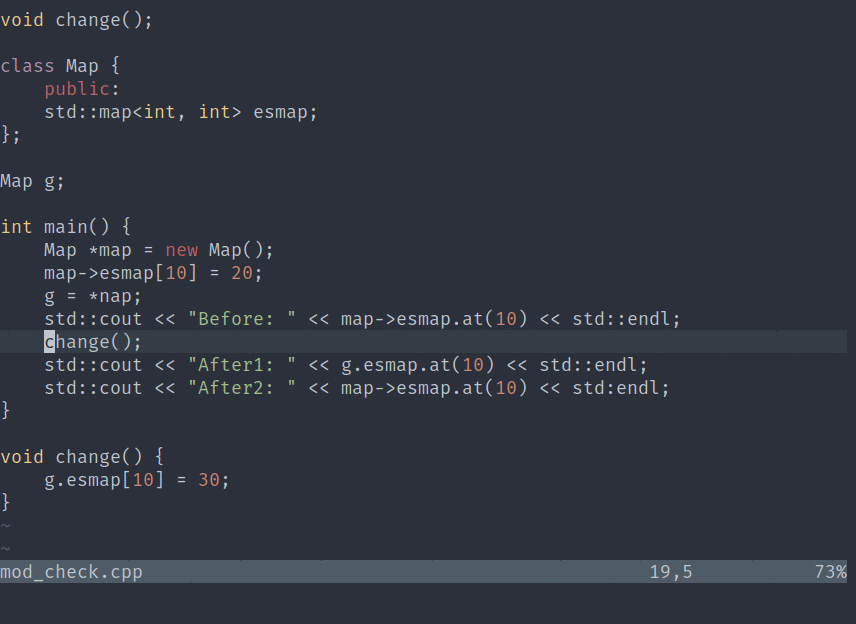 void change();
class Map {
    public:
    std::map<int, int> esmap;
};
Map g;
int main() {
    Map *map = new Map();
    map->esmap[10] = 20;
    g = *nap;
    std::cout << "Before: " << map->esmap.at(10) << std::endl;
    change();
    std::cout << "After1: " << g.esmap.at(10) << std::endl;
    std::cout << "After2: " << map->esmap.at(10) << std:endl;
}
void change() {
    g.esmap[10] = 30;
}
~
~
mod_check.cpp 19,5 73%